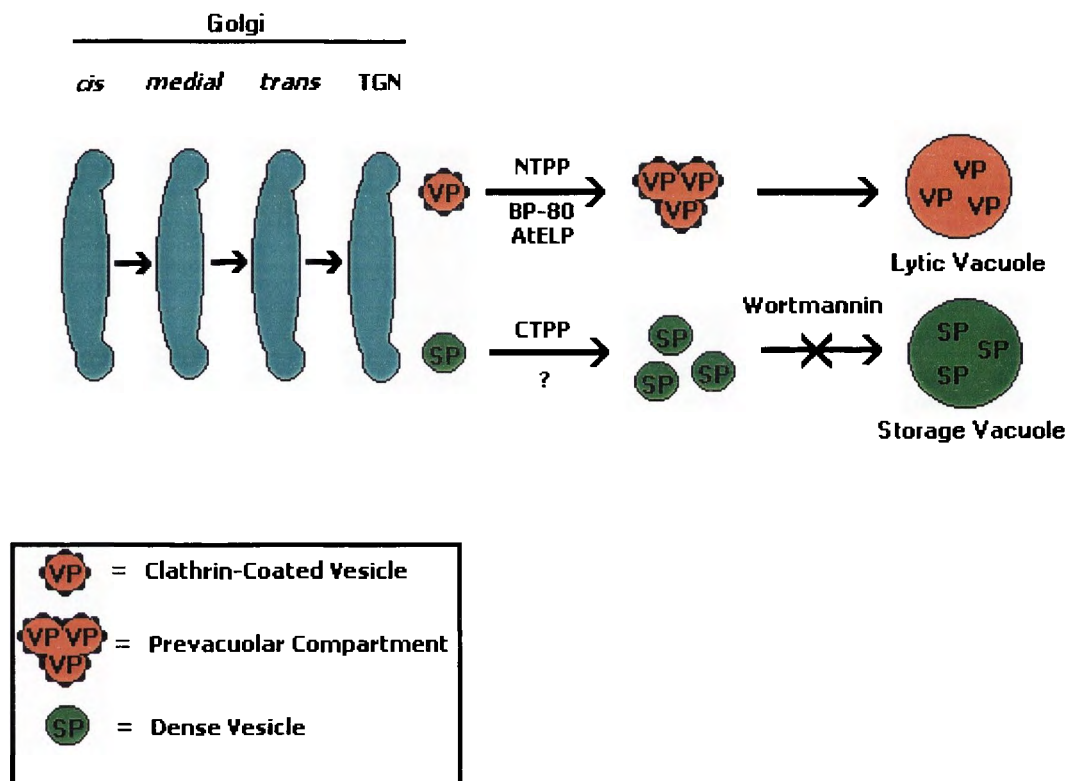 Golgi
cis medial trans TGN
VP
NTPP
BP-80
AtELP
VP VP
VP
VP
VP VP
Lytic Vacuole
SP
CTPP
?
SP
SP SP
Wortmannin
SP
SP
SP
Storage Vacuole
VP = Clathrin-Coated Vesicle
VP VP
VP
= Prevacuolar Compartment
SP = Dense Vesicle